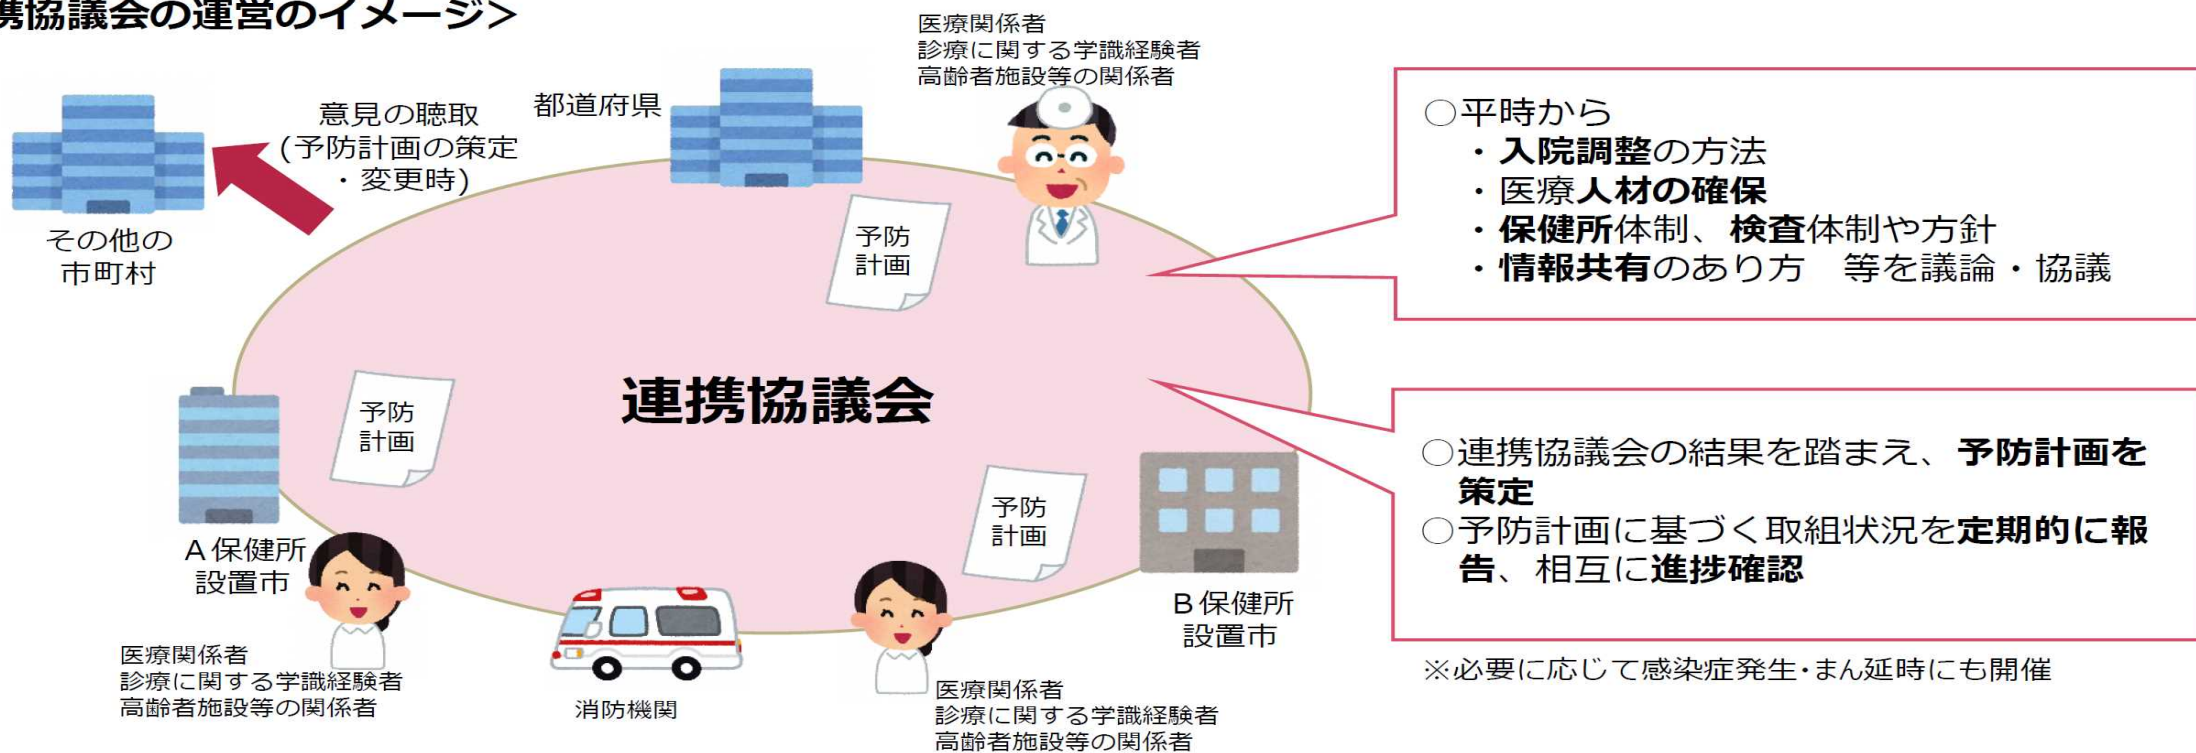 携協議会の運営のイメージ>
医療関係者
診療に関する学識経験者
高齢者施設等の関係者
都道府県
意見の聴取
(予防計画の策定
・変更時)
その他の
市町村
予防
計画
○平時から
・入院調整の方法
・医療人材の確保
・保健所体制、検査体制や方針
・情報共有のあり方　等を議論・協議
連携協議会
予防
計画
予防
計画
○連携協議会の結果を踏まえ、予防計画を
策定
○予防計画に基づく取組状況を定期的に報
告、相互に進捗確認
A保健所
設置市
B保健所
設置市
医療関係者
診療に関する学識経験者
高齢者施設等の関係者
消防機関
医療関係者
診療に関する学識経験者
高齢者施設等の関係者
※必要に応じて感染症発生・まん延時にも開催